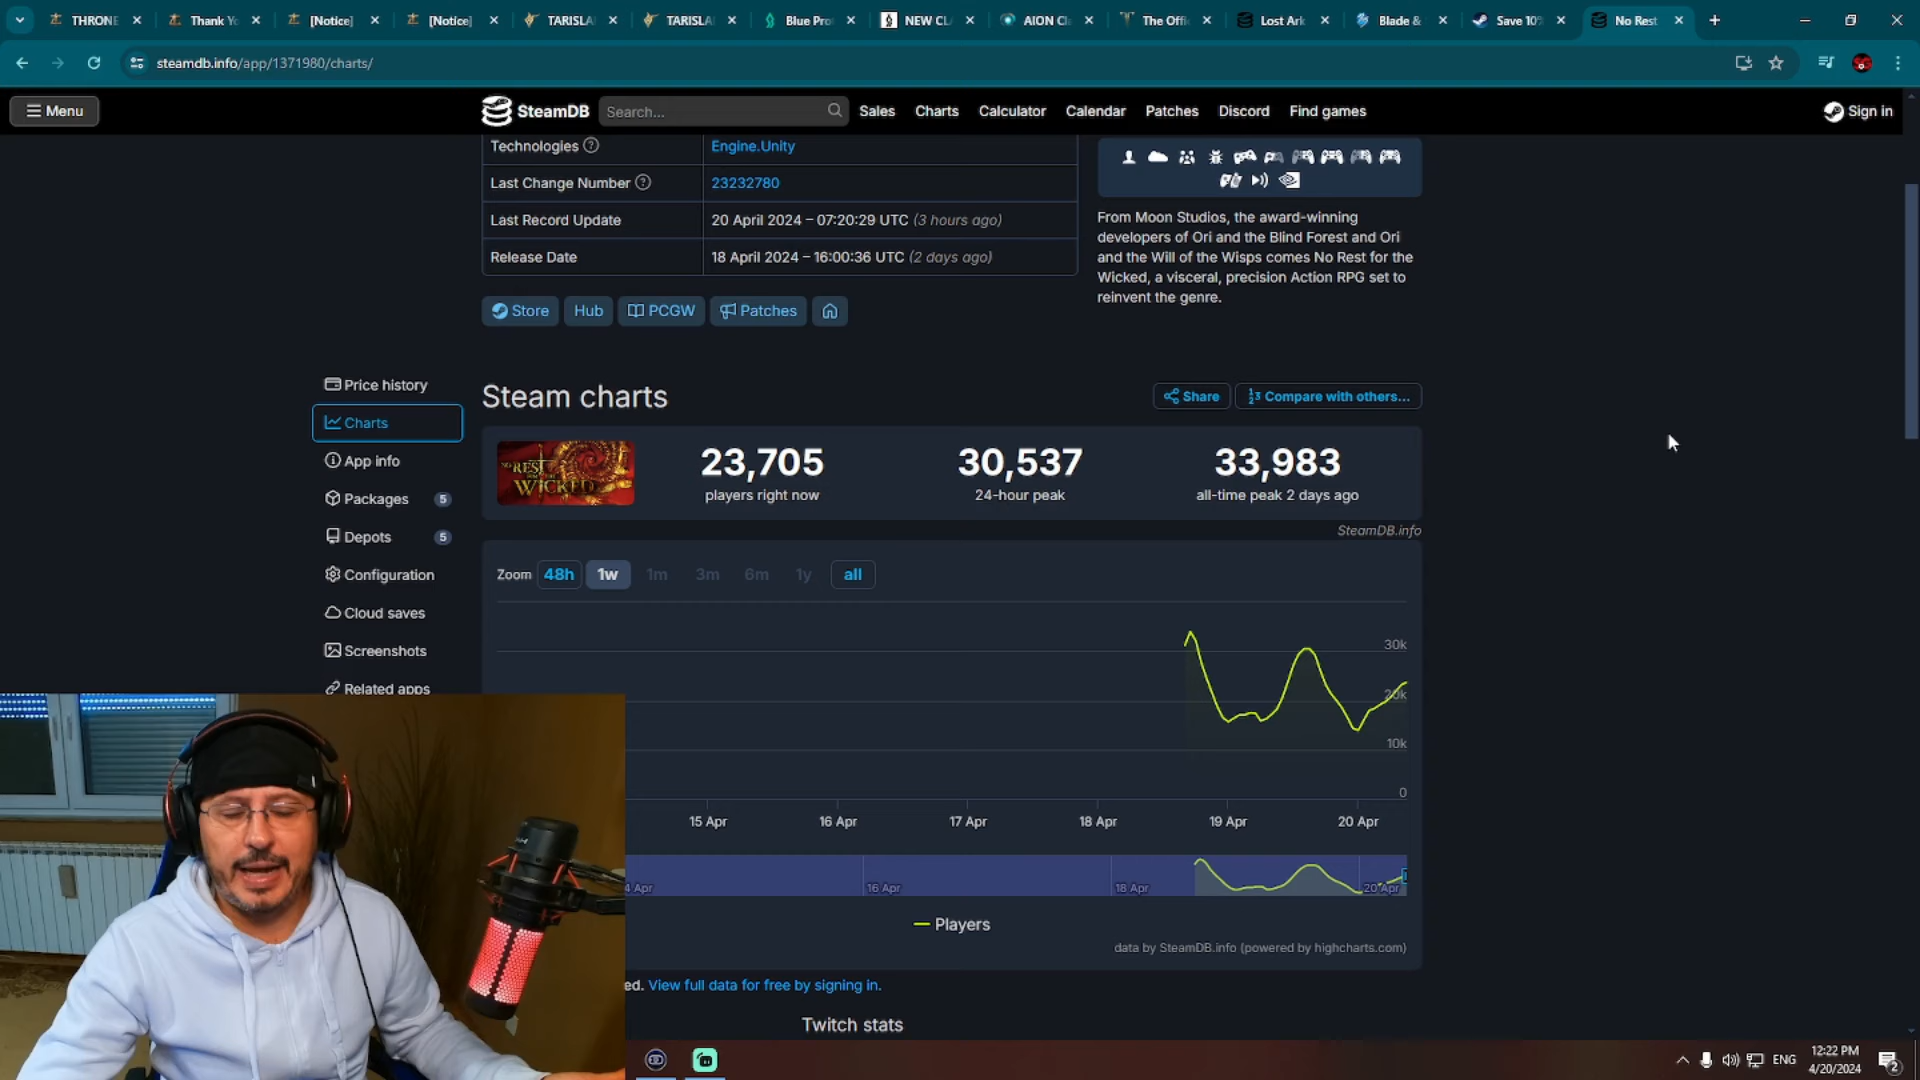 THRONE
Thank Yo
[Notice]
[Notice]
TARISLA
TARISLA
Blue Pro
NEW CLA
AION Cl
The Offi
Lost Ark
Blade &
Save 10%
No Rest
steamdb.info/app/1371980/charts/
Menu
SteamDB
Search...
Sales
Charts
Calculator
Calendar
Patches
Discord
Find games
Sign in
Technologies
Engine.Unity
Last Change Number
23232780
Last Record Update
20 April 2024 – 07:20:29 UTC (3 hours ago)
Release Date
18 April 2024 – 16:00:36 UTC (2 days ago)
From Moon Studios, the award-winning
developers of Ori and the Blind Forest and Ori
and the Will of the Wisps comes No Rest for the
Wicked, a visceral, precision Action RPG set to
reinvent the genre.
Store
Hub
PCGW
Patches
Price history
Charts
App info
Packages 5
Depots 5
Configuration
Cloud saves
Screenshots
Related apps
Steam charts
Share
Compare with others...
REST
WICKED
23,705
players right now
30,537
24-hour peak
33,983
all-time peak 2 days ago
SteamDB.info
Zoom 48h 1w 1m 3m 6m 1y all
30k
20k
10k
0
15 Apr 16 Apr 17 Apr 18 Apr 19 Apr 20 Apr
4 Apr 16 Apr 18 Apr 20 Apr
Players
data by SteamDB.info (powered by highcharts.com)
ed. View full data for free by signing in.
Twitch stats
ENG
12:22 PM
4/20/2024
2